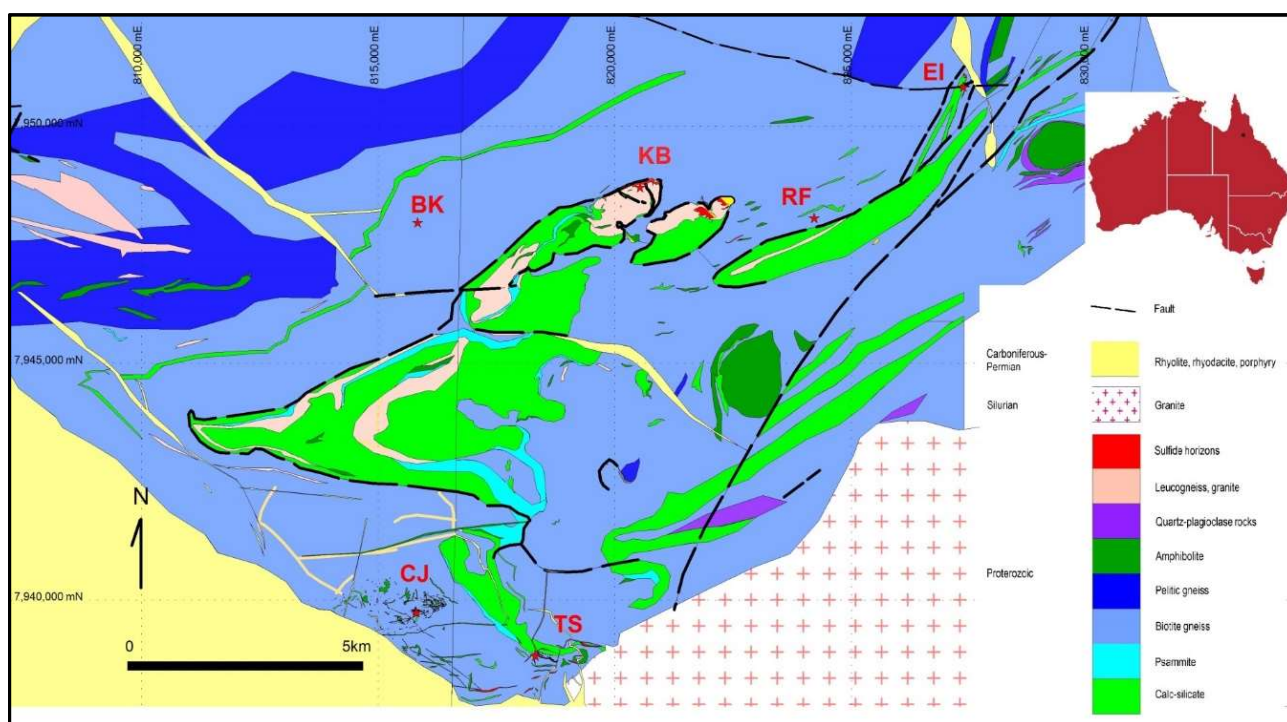 810,000 mE
815,000 mE
820,000 mE
825,000 mE
830,000 mE
EI
7,950,000 mN
KB
BK
RF
7,945,000 mN
N
CJ
7,940,000 mN
TS
0
5km
Fault
Carboniferous-
Permian
Rhyolite, rhyodacite, porphyry
Silurian
Granite
Sulfide horizons
Leucogneiss, granite
Quartz-plagioclase rocks
Amphibolite
Proterozoic
Pelitic gneiss
Biotite gneiss
Psammite
Calc-silicate